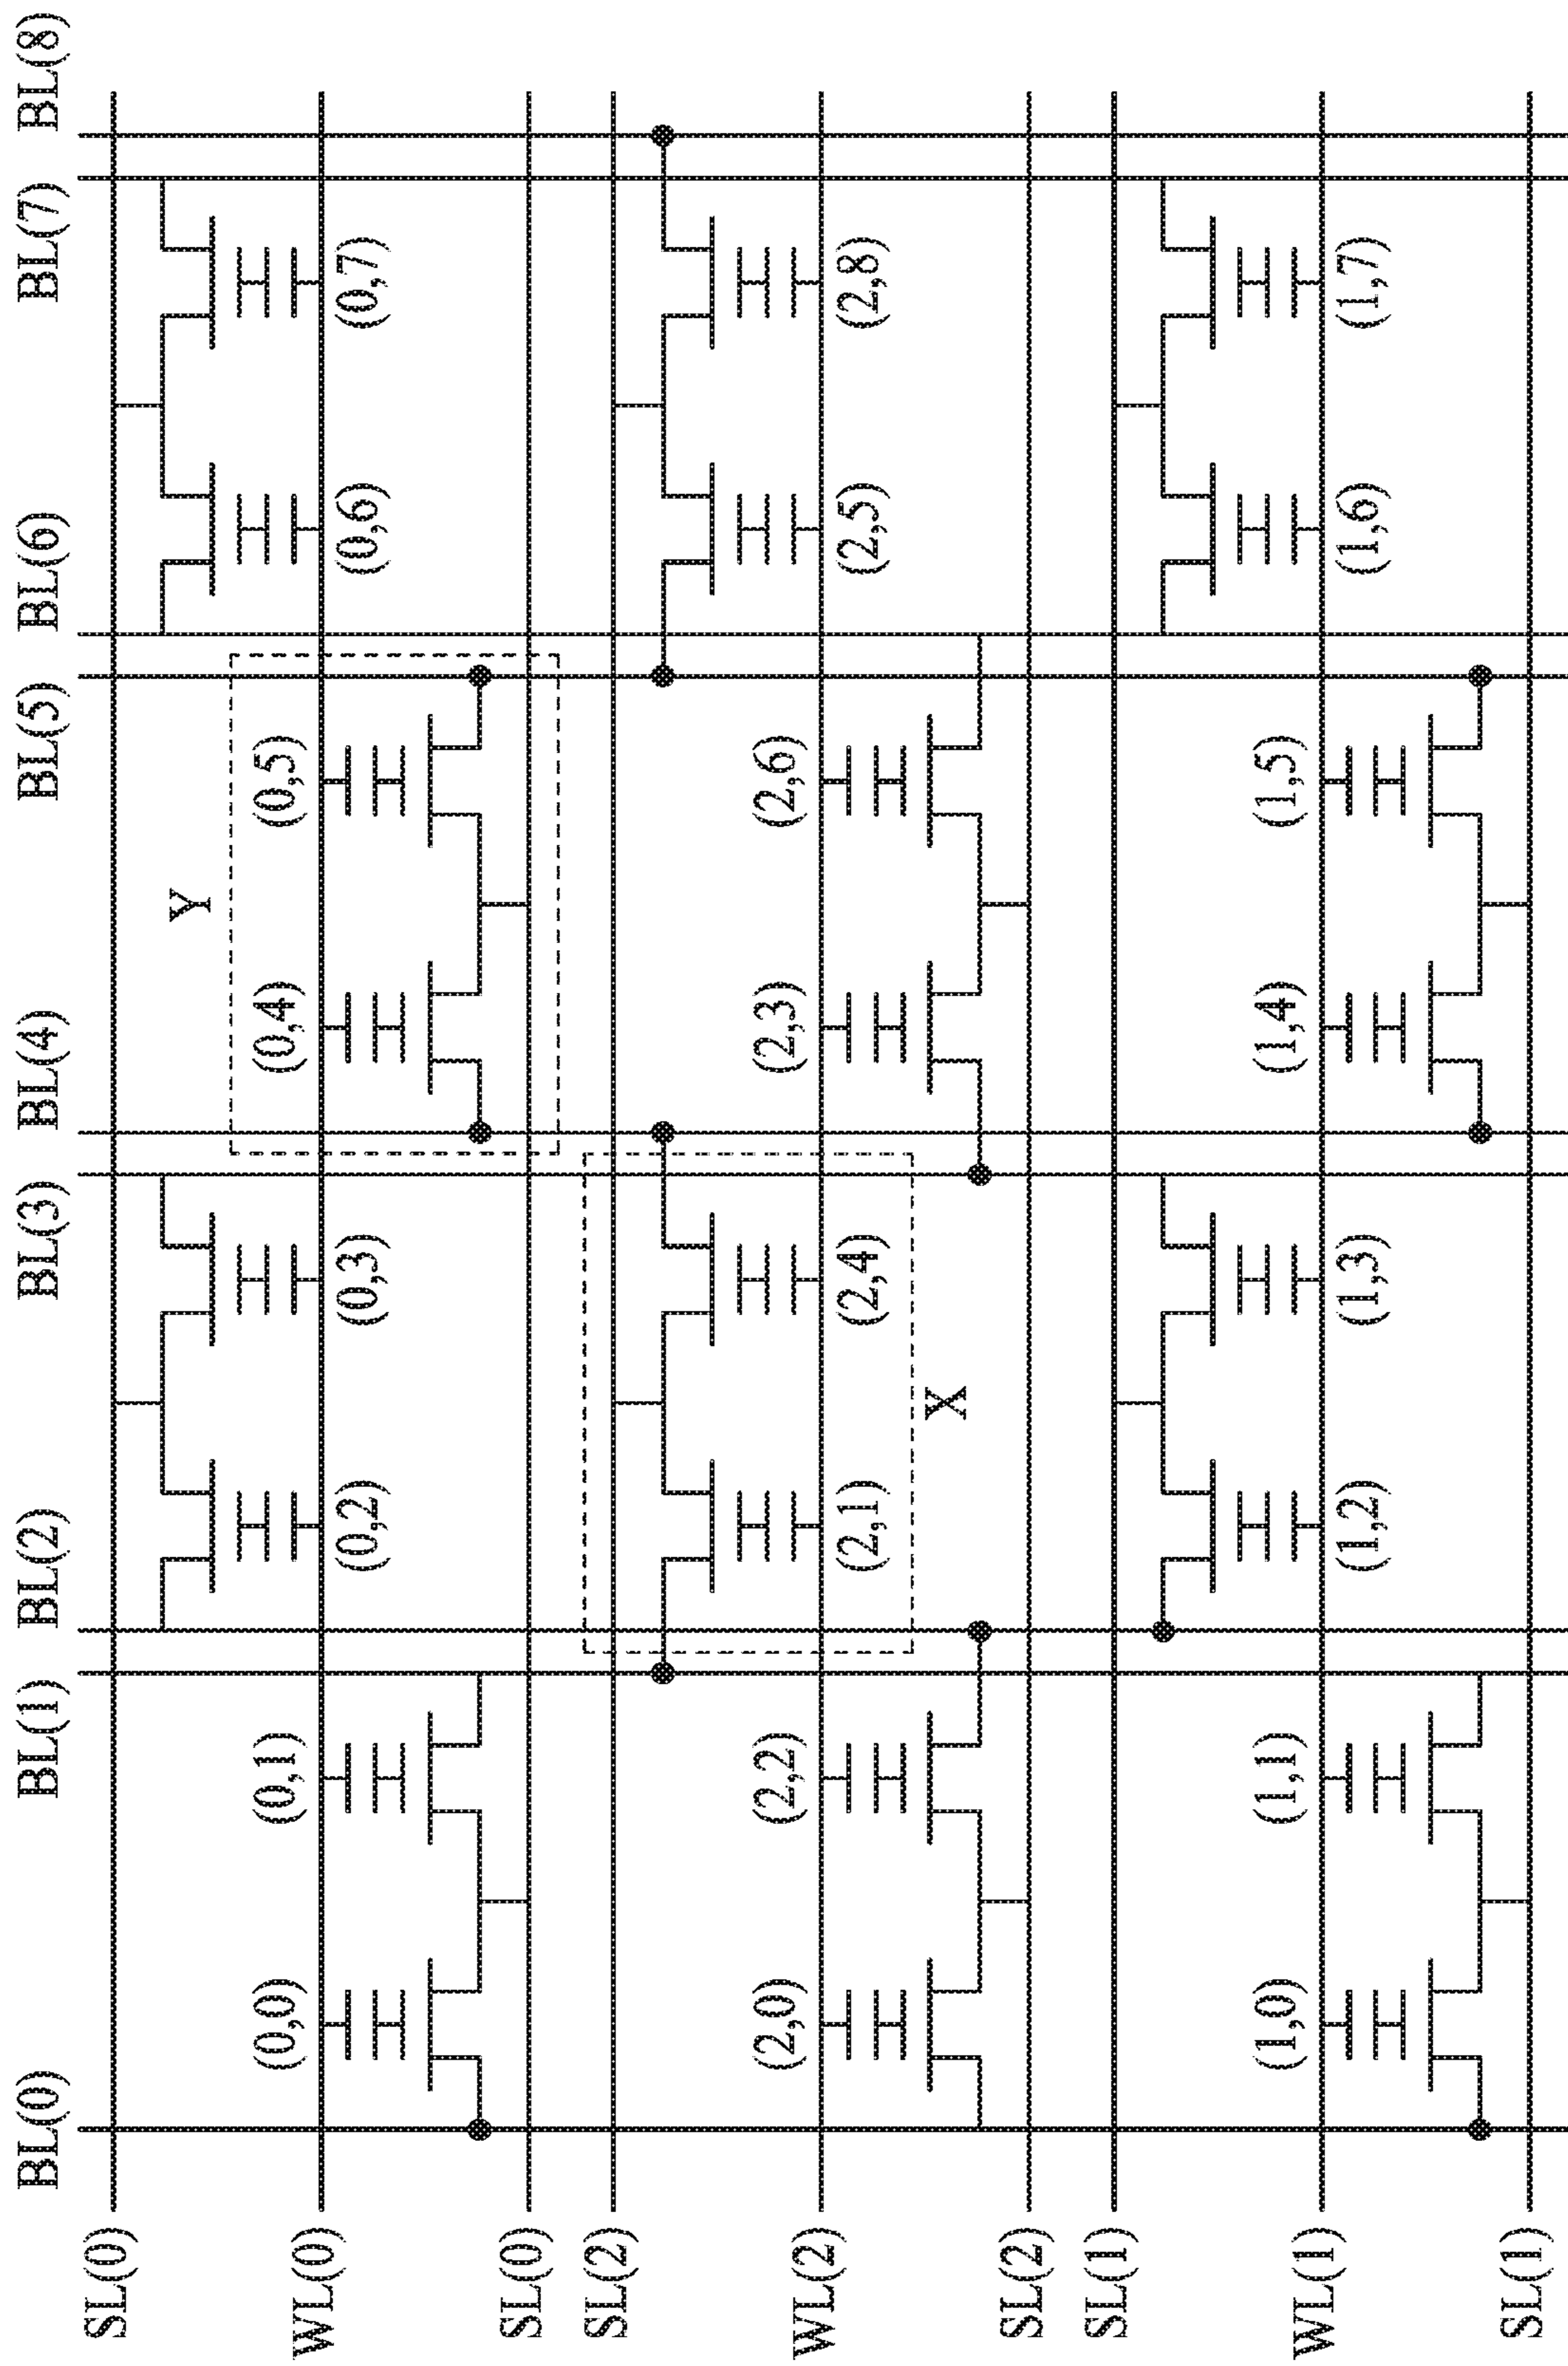 BL(0)
BL(1)
BL(2)
BL(3)
BL(4)
BL(5)
BL(6)
BL(7)
BL(8)
SL(0)
Y
(0,0)
(0,1)
(0,4)
(0,5)
WL(0)
(0,2)
(0,3)
(0,6)
(0,7)
SL(0)
SL(2)
(2,0)
(2,2)
(2,3)
(2,6)
WL(2)
(2,1)
(2,4)
(2,5)
(2,8)
X
SL(2)
SL(1)
(1,0)
(1,1)
(1,4)
(1,5)
WL(1)
(1,2)
(1,3)
(1,6)
(1,7)
SL(1)